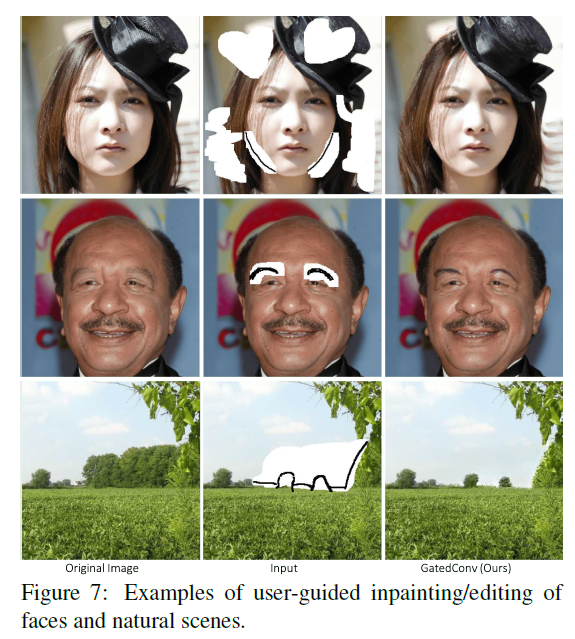 Original Image Input GatedConv (Ours)
Figure 7: Examples of user-guided inpainting/editing of
faces and natural scenes.